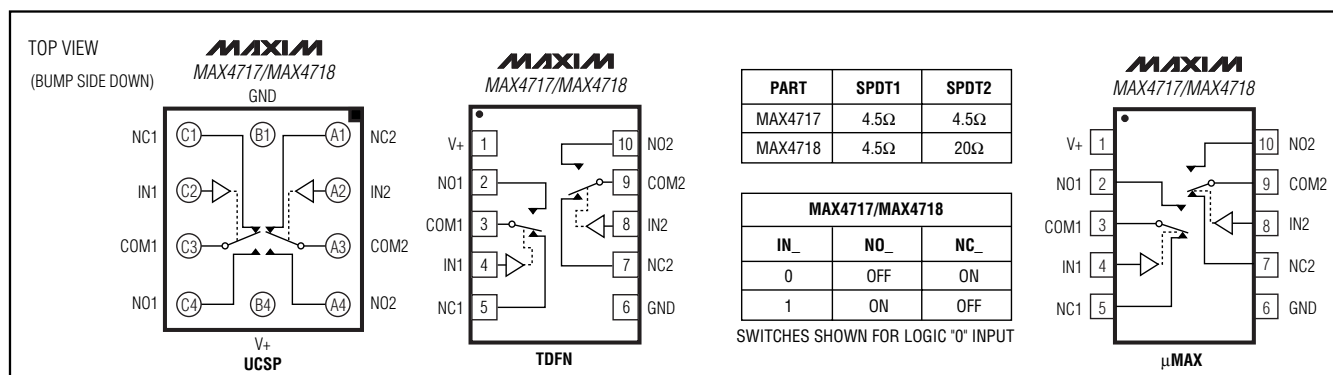 TOP VIEW
(BUMP SIDE DOWN)
MAXIM
MAX4717/MAX4718
GND
NC1 C1 B1 A1 NC2
IN1 C2 A2 IN2
COM1 C3 A3 COM2
NO1 C4 B4 A4 NO2
V+
UCSP
MAXIM
MAX4717/MAX4718
V+ 1 10 NO2
NO1 2 9 COM2
COM1 3 8 IN2
IN1 4 7 NC2
NC1 5 6 GND
TDFN
PART SPDT1 SPDT2
MAX4717 4.5Ω 4.5Ω
MAX4718 4.5Ω 20Ω
MAX4717/MAX4718
IN_ NO_ NC_
0 OFF ON
1 ON OFF
SWITCHES SHOWN FOR LOGIC "0" INPUT
MAXIM
MAX4717/MAX4718
V+ 1 10 NO2
NO1 2 9 COM2
COM1 3 8 IN2
IN1 4 7 NC2
NC1 5 6 GND
μMAX